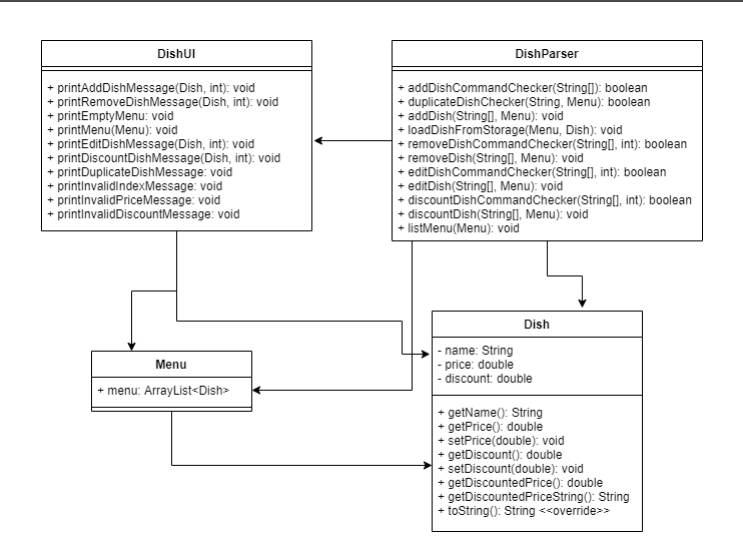 DishUI
+ printAddDishMessage(Dish, int): void
+ printRemoveDishMessage(Dish, int): void
+ printEmptyMenu: void
+ printMenu(Menu): void
+ printEditDishMessage(Dish, int): void
+ printDiscountDishMessage(Dish, int): void
+ printDuplicateDishMessage: void
+ printInvalidIndexMessage: void
+ printInvalidPriceMessage: void
+ printInvalidDiscountMessage: void
DishParser
+ addDishCommandChecker(String[]): boolean
+ duplicateDishChecker(String, Menu): boolean
+ addDish(String[], Menu): void
+ loadDishFromStorage(Menu, Dish): void
+ removeDishCommandChecker(String[], int): boolean
+ removeDish(String[], Menu): void
+ editDishCommandChecker(String[], int): boolean
+ editDish(String[], Menu): void
+ discountDishCommandChecker(String[], int): boolean
+ discountDish(String[], Menu): void
+ listMenu(Menu): void
Menu
+ menu: ArrayList<Dish>
Dish
- name: String
- price: double
- discount: double
+ getName(): String
+ getPrice(): double
+ setPrice(double): void
+ getDiscount(): double
+ setDiscount(double): void
+ getDiscountedPrice(): double
+ getDiscountedPriceString(): String
+ toString(): String <<override>>